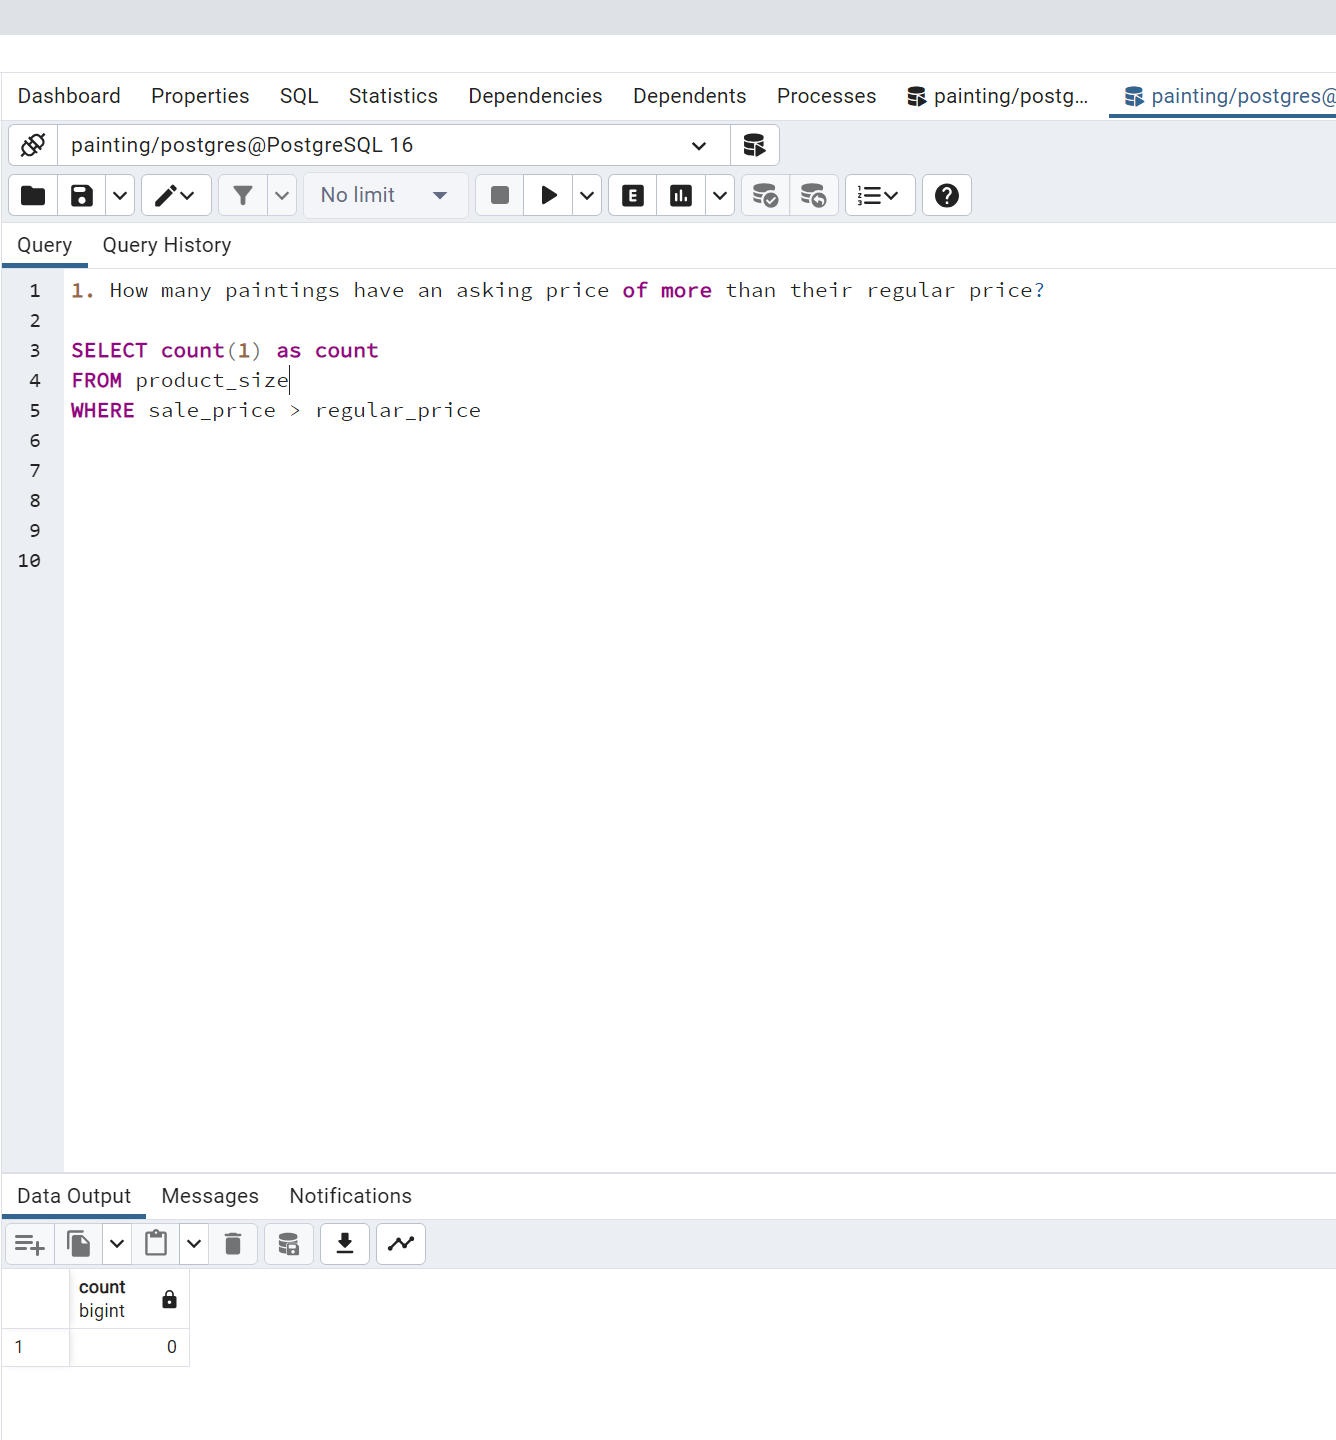 Dashboard Properties SQL Statistics Dependencies Dependents Processes painting/postg... painting/postgres@
painting/postgres@PostgreSQL 16
No limit E
Query Query History
1 1. How many paintings have an asking price of more than their regular price?
2
3 SELECT count(1) as count
4 FROM product_size
5 WHERE sale_price > regular_price
6
7
8
9
10
Data Output Messages Notifications
count
bigint
1 0